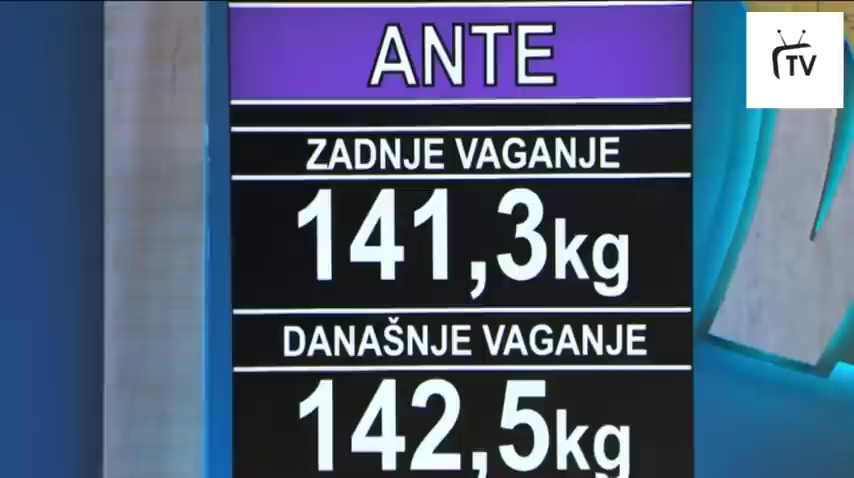 ANTE
TV
ZADNJE VAGANJE
141,3kg
DANAŠNJE VAGANJE
142,5kg